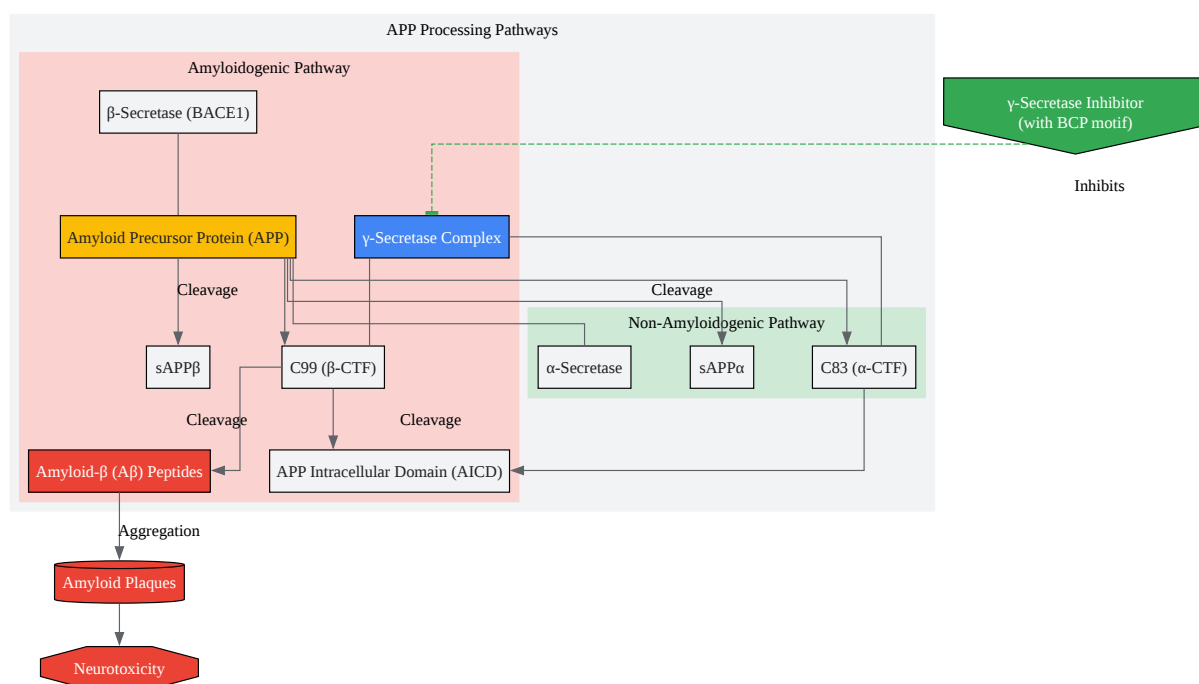 APP Processing Pathways
Amyloidogenic Pathway
β-Secretase (BACE1)
γ-Secretase Inhibitor
(with BCP motif)
Inhibits
Amyloid Precursor Protein (APP)
γ-Secretase Complex
Cleavage
Cleavage
Non-Amyloidogenic Pathway
sAPPβ
C99 (β-CTF)
α-Secretase
sAPPα
C83 (α-CTF)
Cleavage
Cleavage
Amyloid-β (Aβ) Peptides
APP Intracellular Domain (AICD)
Aggregation
Amyloid Plaques
Neurotoxicity